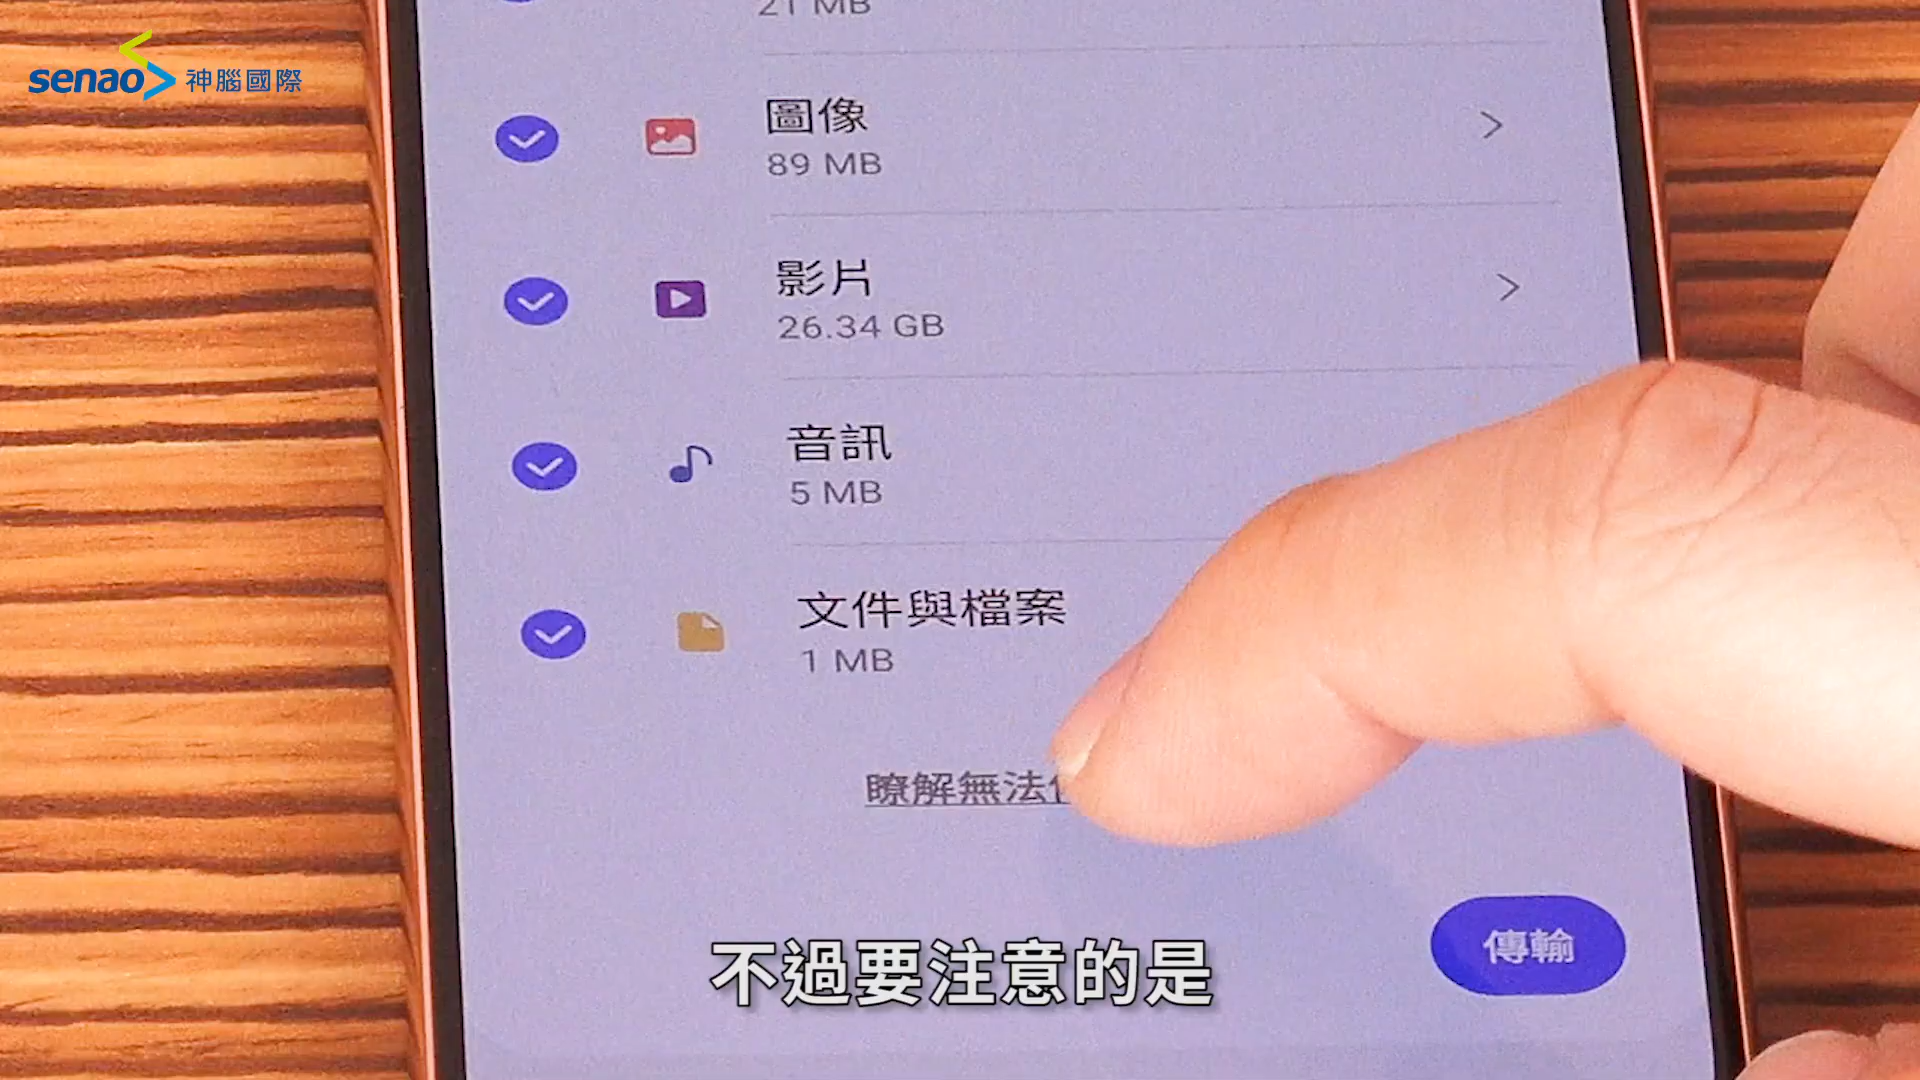 senao 神腦國際
21 MB
圖像
89 MB
影片
26.34 GB
音訊
5 MB
文件與檔案
1 MB
瞭解無法
傳輸
不過要注意的是